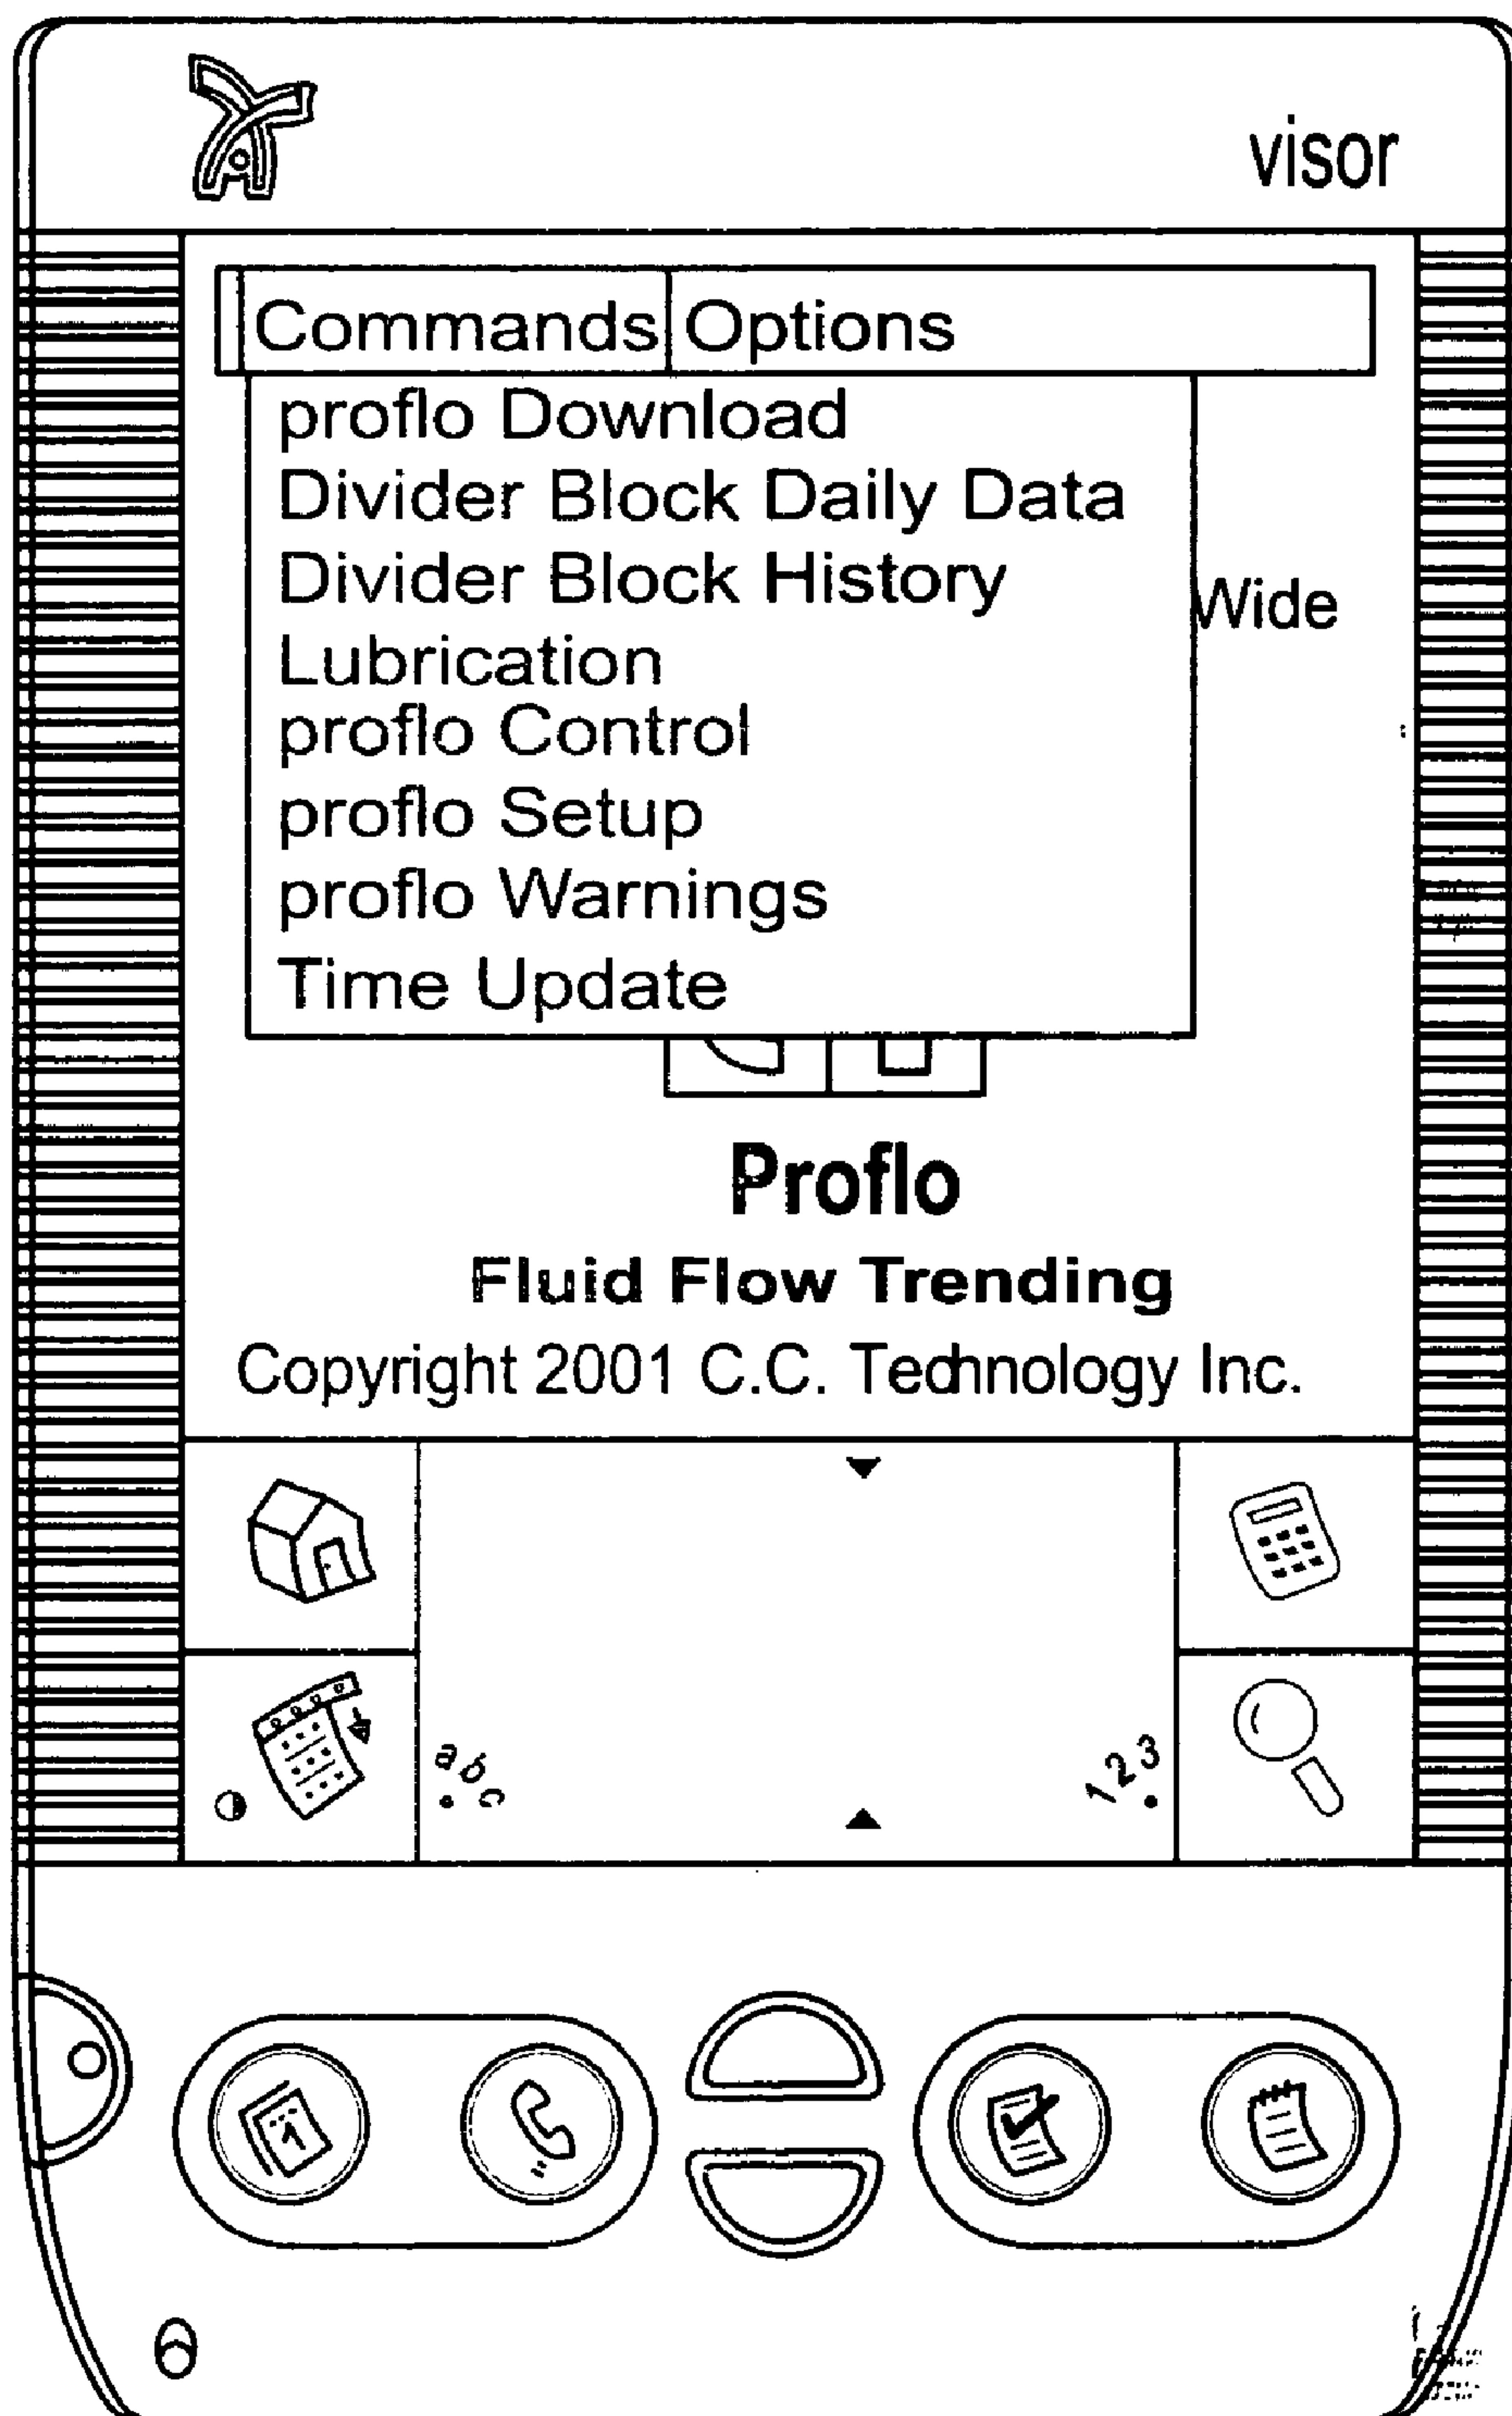 visor
Commands Options
proflo Download
Divider Block Daily Data
Divider Block History
Wide
Lubrication
proflo Control
proflo Setup
proflo Warnings
Time Update
Proflo
Fluid Flow Trending
Copyright 2001 C.C. Technology Inc.
abc
123
1